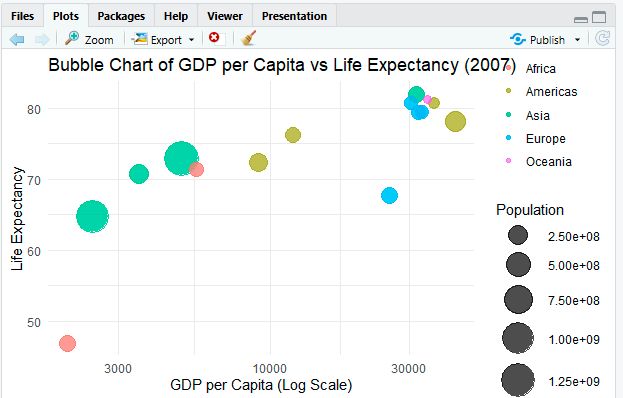 Files Plots Packages Help Viewer Presentation
Zoom Export Publish
Bubble Chart of GDP per Capita vs Life Expectancy (2007)
Life Expectancy
80
70
60
50
3000 10000 30000
GDP per Capita (Log Scale)
Africa
Americas
Asia
Europe
Oceania
Population
2.50e+08
5.00e+08
7.50e+08
1.00e+09
1.25e+09